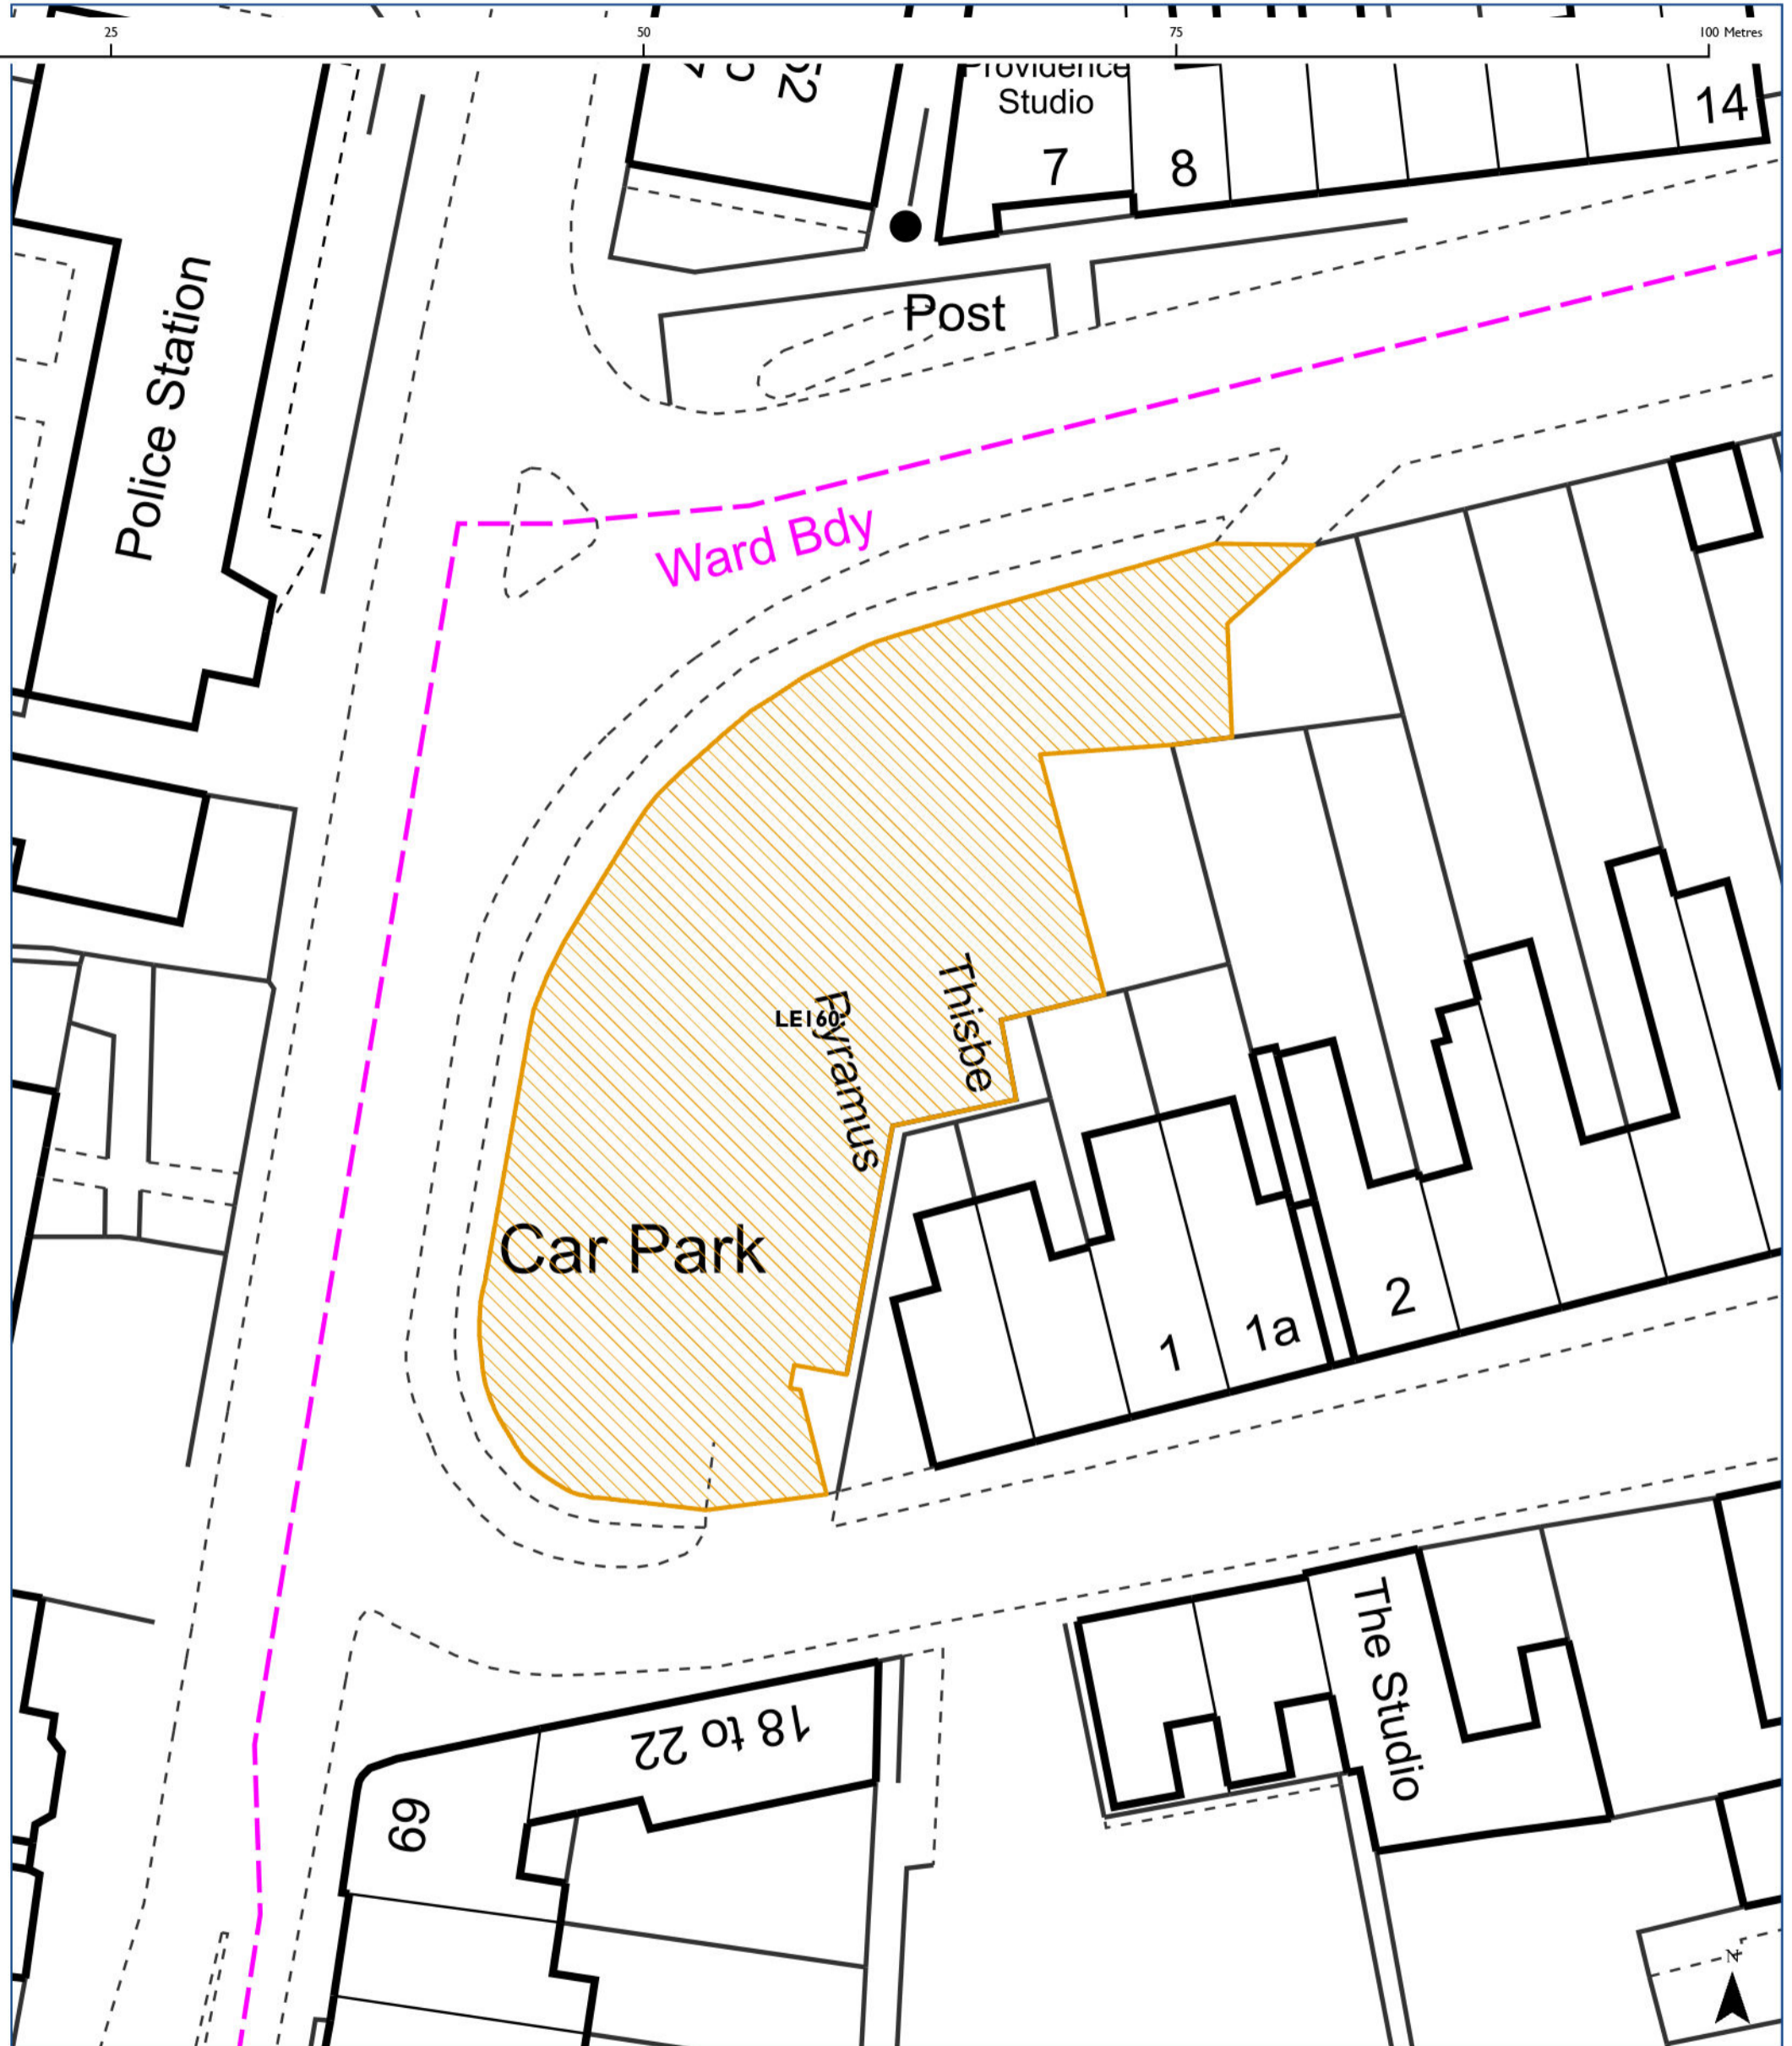 25 50 75 100 Metres
Providence
Studio
7 8 14
Post
Police Station
Ward Bdy
Thisbe
LE160
Pyramus
Car Park
1 1a 2
The Studio
18 to 22
69
N